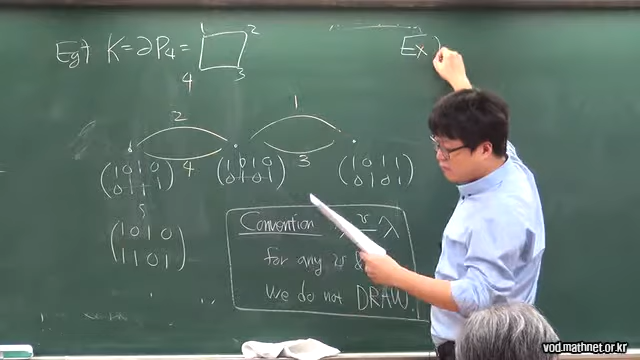 Eg) K = ∂P₄ =
1 2
4 3
Ex)
2 1
4 3
(1 0 1 0 (1 0 1 0 (1 0 1 1
0 1 1 1) 0 1 0 1) 0 1 0 1)
(1 0 1 0
1 1 0 1)
Convention λ v λ
for any v &
We do not DRAW.
vod.mathnet.or.kr